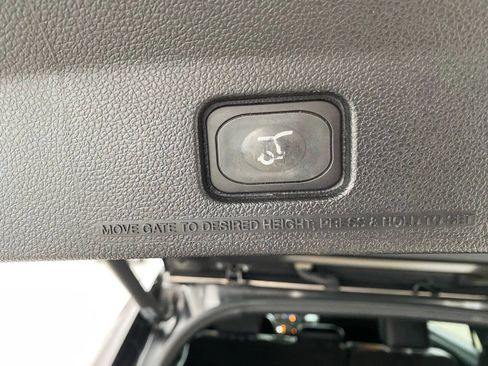 MOVE GATE TO DESIRED HEIGHT, PRESS & HOLD TO SET